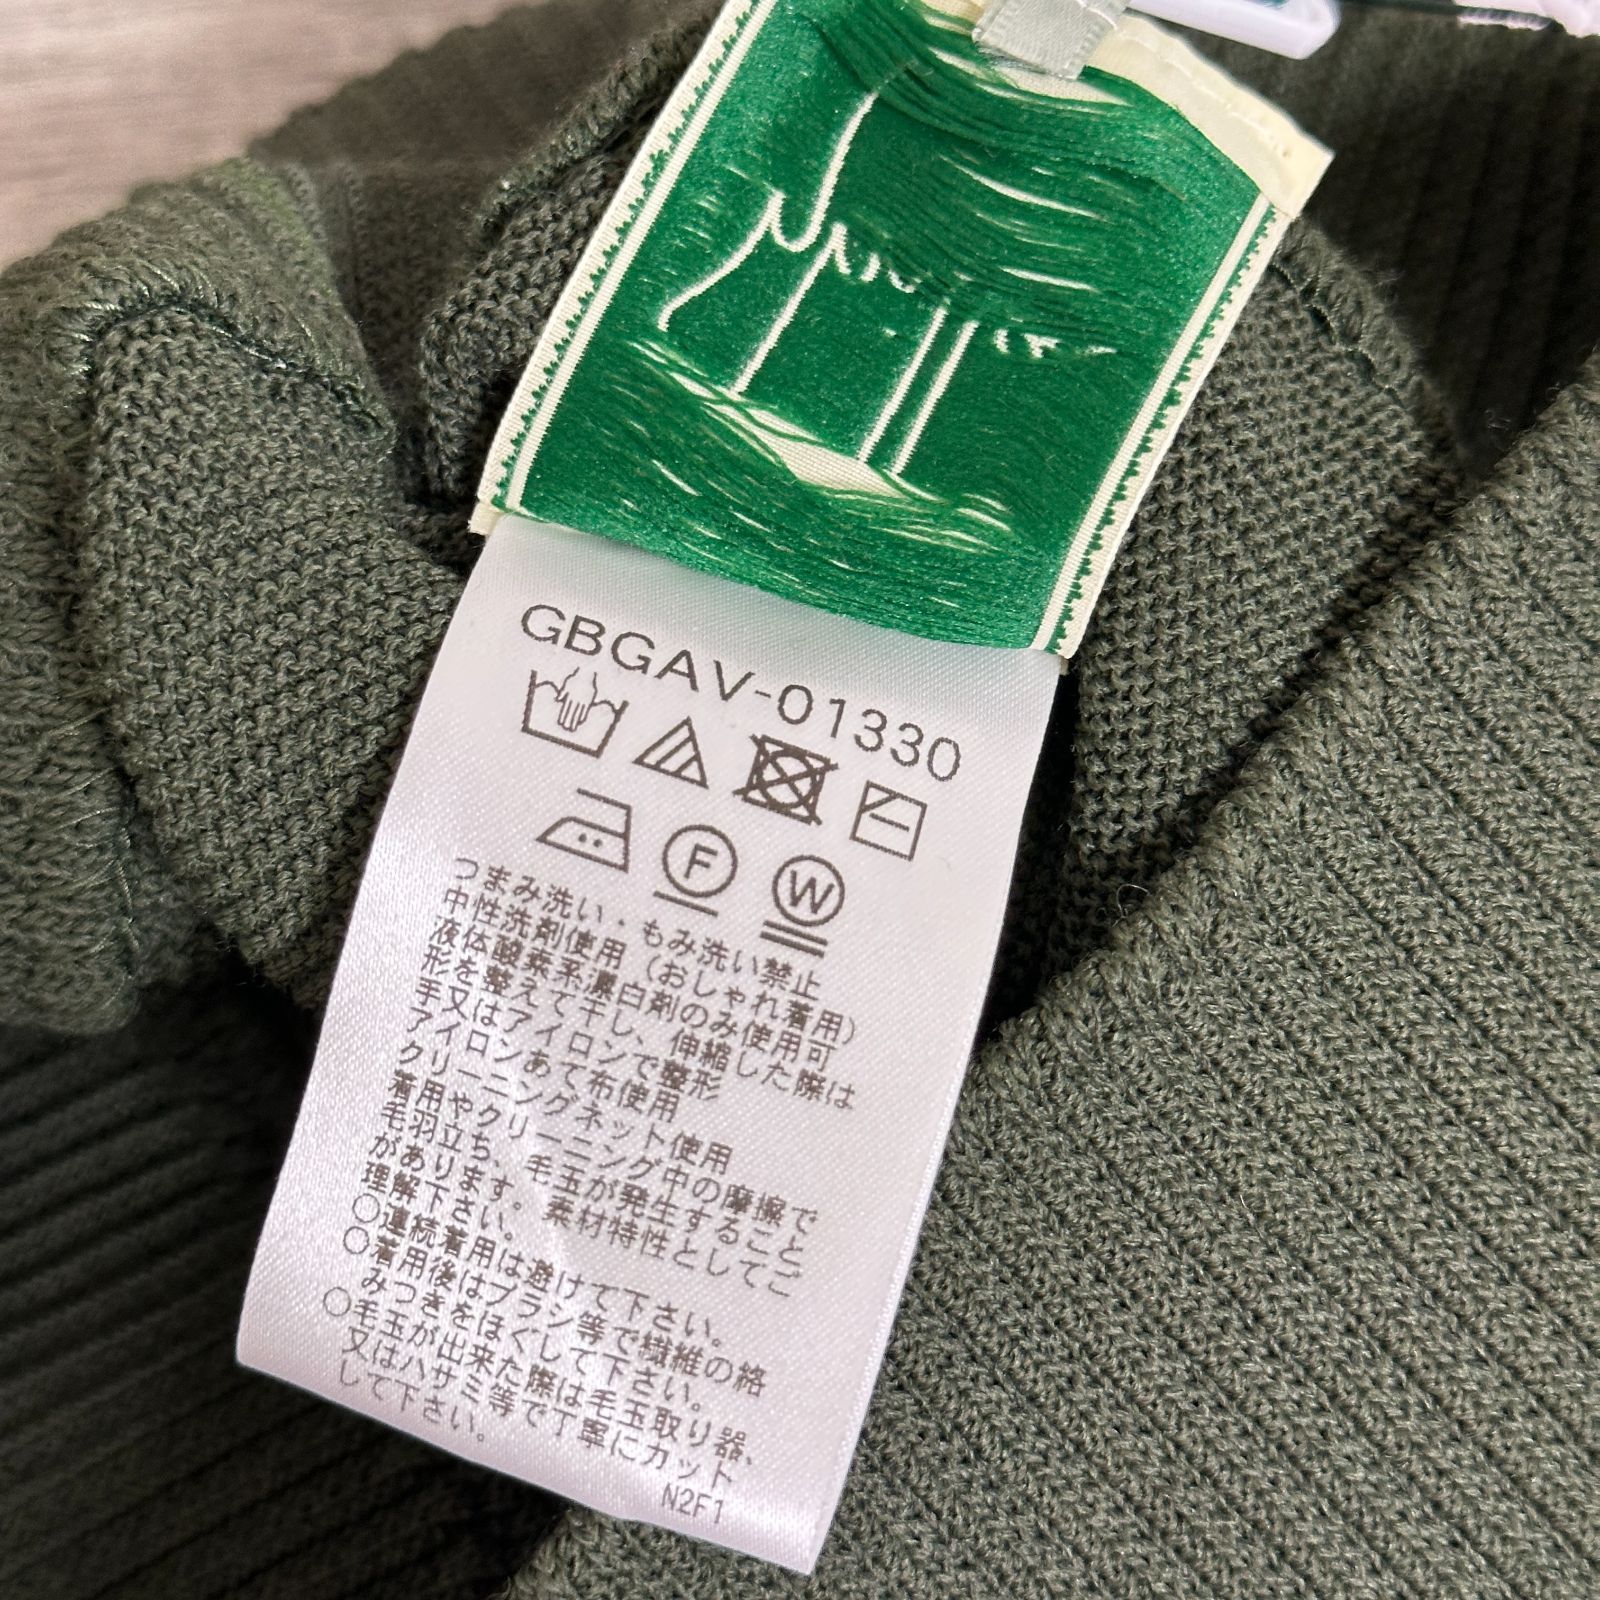 GBGAV-01330
F W
つまみ洗い・もみ洗い禁止
中性洗剤使用（おしゃれ着用）
液体酸素系漂白剤のみ使用可
形を整えて干し、伸縮した際は
手又はアイロンで整形
アイロンあて布使用
クリーニングネット使用
着用やクリーニング中の摩擦で
毛羽立ち、毛玉が発生すること
があります。素材特性としてご
理解下さい。
○連続着用は避けて下さい。
○着用後はブラシ等で繊維の絡
みつきをほぐして下さい。
○毛玉が出来た際は毛玉取り器、
又はハサミ等で丁寧にカット
して下さい。
N2F1